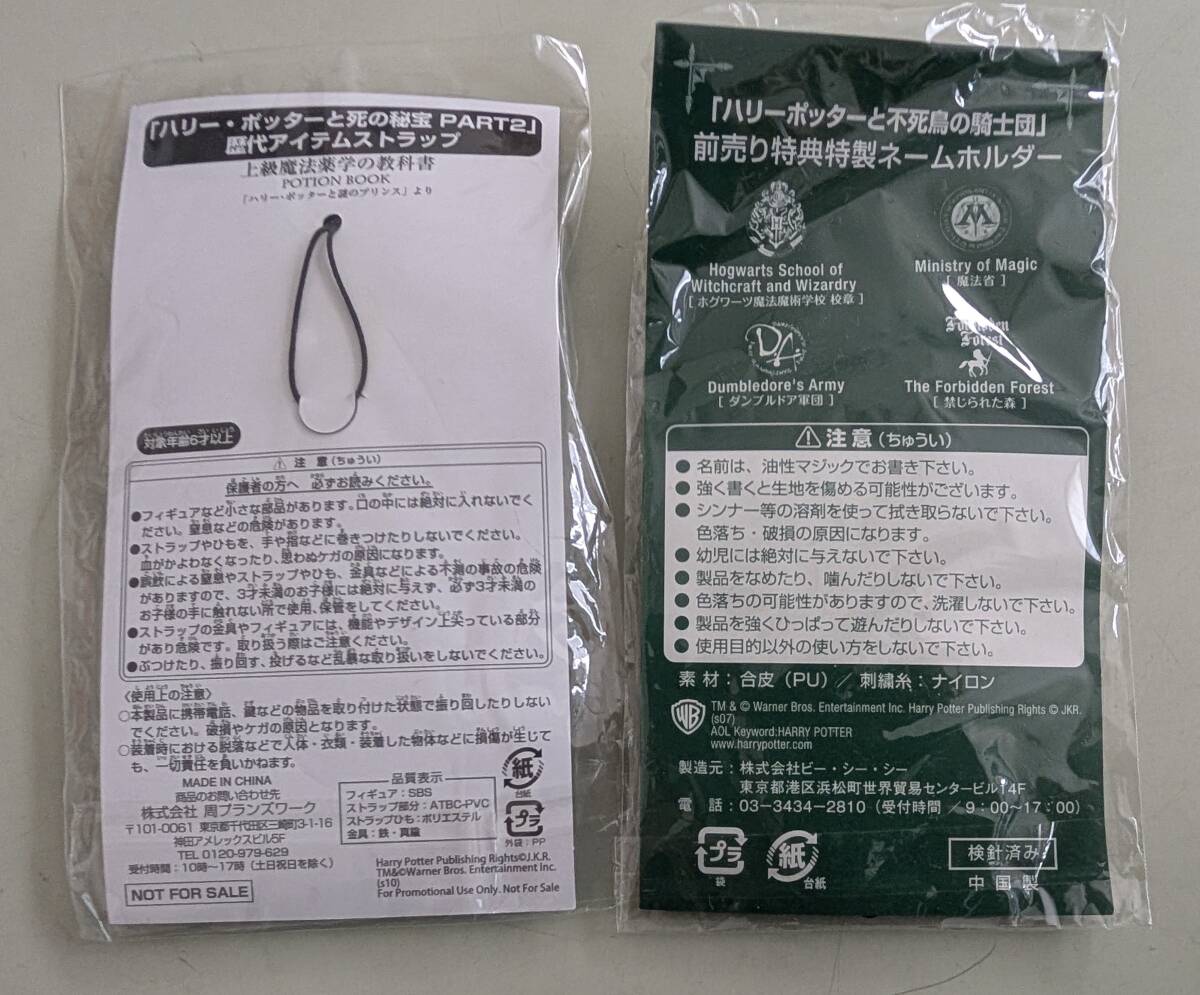 「ハリー・ポッターと死の秘宝 PART2」
歴代アイテムストラップ
上級魔法薬学の教科書
POTION BOOK
「ハリー・ポッターと謎のプリンス」より
対象年齢6才以上
⚠ 注 意 (ちゅうい)
保護者の方へ 必ずお読みください。
●フィギュアなど小さな部品があります。口の中には絶対に入れないでく
ださい。窒息などの危険があります。
●ストラップやひもを、手や指などに巻きつけたりしないでください。
血がかよわなくなったり、思わぬケガの原因になります。
●誤飲による窒息やストラップやひも、金具などによる不測の事故の危険
がありますので、3才未満のお子様には絶対に与えず、必ず3才未満の
お子様の手に触れない所で使用、保管をしてください。
●ストラップの金具やフィギュアには、機能やデザイン上尖っている部分
があり危険です。取り扱う際はご注意ください。
●ぶつけたり、振り回す、投げるなど乱暴な取り扱いをしないでください。
〈使用上の注意〉
○本製品に携帯電話、鍵などの物品を取り付けた状態で振り回したりしない
でください。破損やケガの原因となります。
○装着時における脱落などで人体・衣類・装着した物体などに損傷が生じて
も、一切責任を負いかねます。
MADE IN CHINA
商品のお問い合わせ先
株式会社 周ブランズワーク
〒101-0061 東京都千代田区三崎町3-1-16
神田アメレックスビル5F
TEL 0120-979-629
受付時間:10時〜17時(土日祝日を除く)
NOT FOR SALE
品質表示
フィギュア:SBS
ストラップ部分:ATBC-PVC
ストラップひも:ポリエステル
金具:鉄・真鍮
紙
台紙
プラ
外袋:PP
Harry Potter Publishing Rights©J.K.R.
TM&©Warner Bros. Entertainment Inc.
(s10)
For Promotional Use Only. Not For Sale
「ハリーポッターと不死鳥の騎士団」
前売り特典特製ネームホルダー
Hogwarts School of
Witchcraft and Wizardry
[ ホグワーツ魔法魔術学校 校章 ]
Ministry of Magic
[ 魔法省 ]
Dumbledore's Army
[ ダンブルドア軍団 ]
Forbidden
Forest
The Forbidden Forest
[ 禁じられた森 ]
⚠ 注 意 (ちゅうい)
● 名前は、油性マジックでお書き下さい。
● 強く書くと生地を傷める可能性がございます。
● シンナー等の溶剤を使って拭き取らないで下さい。
色落ち・破損の原因になります。
● 幼児には絶対に与えないで下さい。
● 製品をなめたり、噛んだりしないで下さい。
● 色落ちの可能性がありますので、洗濯しないで下さい。
● 製品を強くひっぱって遊んだりしないで下さい。
● 使用目的以外の使い方をしないで下さい。
素 材 : 合皮(PU) / 刺繍糸 : ナイロン
WB
TM & © Warner Bros. Entertainment Inc. Harry Potter Publishing Rights © JKR.
(s07)
AOL Keyword:HARRY POTTER
www.harrypotter.com
製造元 : 株式会社ビー・シー・シー
東京都港区浜松町世界貿易センタービル14F
電 話 : 03-3434-2810 (受付時間 / 9:00〜17:00)
プラ
袋
紙
台紙
検針済み
中 国 製